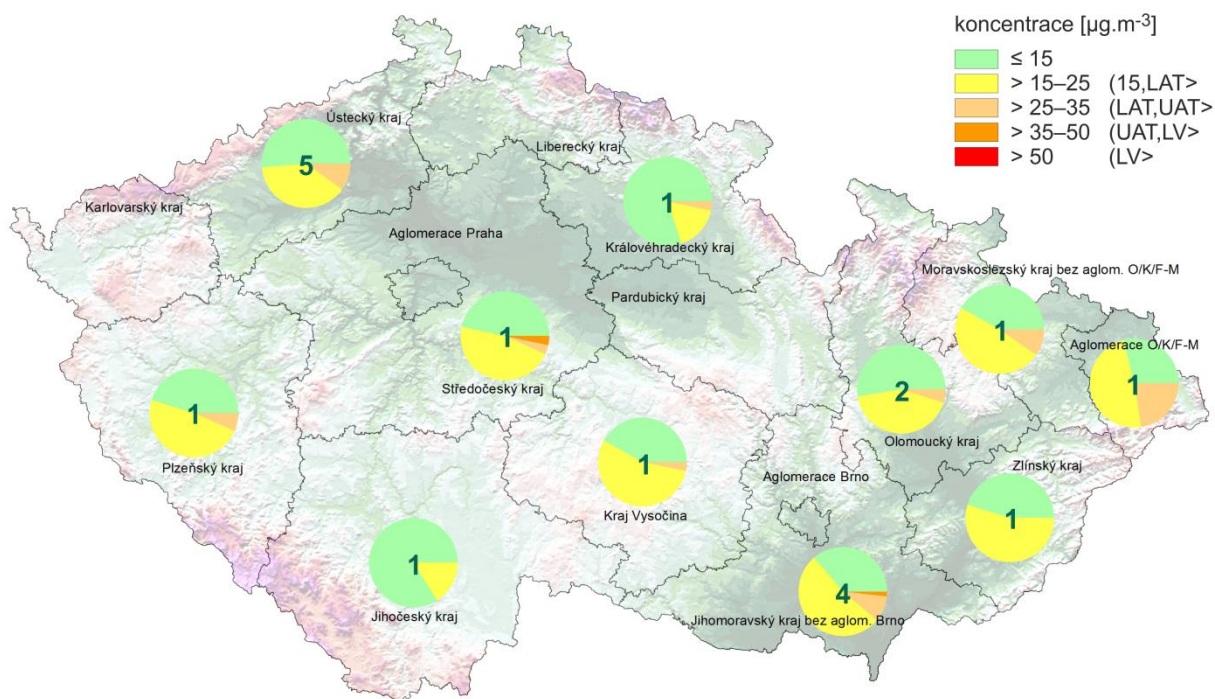 koncentrace [µg.m⁻³]
≤ 15
> 15–25 (15,LAT>
> 25–35 (LAT,UAT>
> 35–50 (UAT,LV>
> 50 (LV>
Ústecký kraj
5
Liberecký kraj
Karlovarský kraj
1
Královéhradecký kraj
Aglomerace Praha
Moravskoslezský kraj bez aglom. O/K/F-M
Pardubický kraj
1
1
Aglomerace O/K/F-M
Středočeský kraj
1
2
1
Olomoucký kraj
Plzeňský kraj
1
Aglomerace Brno
Zlínský kraj
Kraj Vysočina
1
1
4
Jihočeský kraj
Jihomoravský kraj bez aglom. Brno